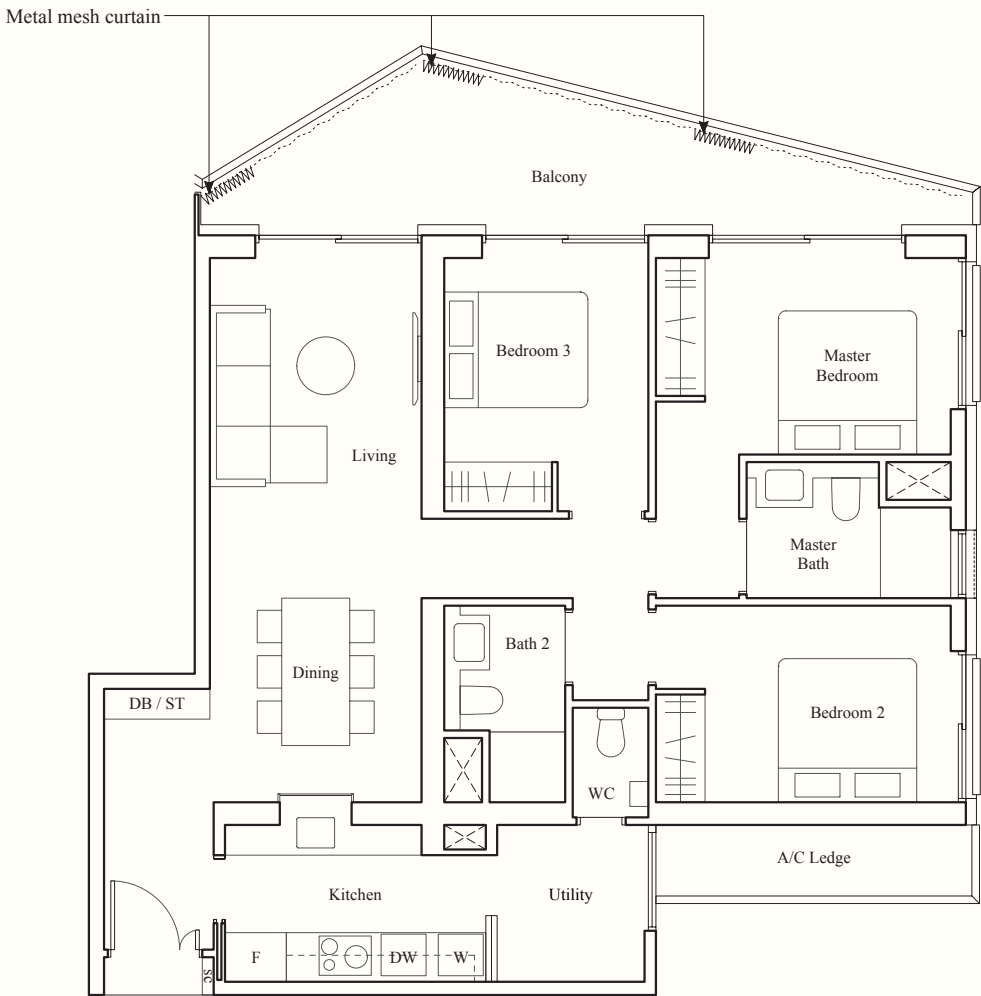 Metal mesh curtain
Balcony
Bedroom 3
Master
Bedroom
Living
Master
Bath
Bath 2
Dining
DB / ST
Bedroom 2
WC
A/C Ledge
Kitchen
Utility
F
DW
W
SC